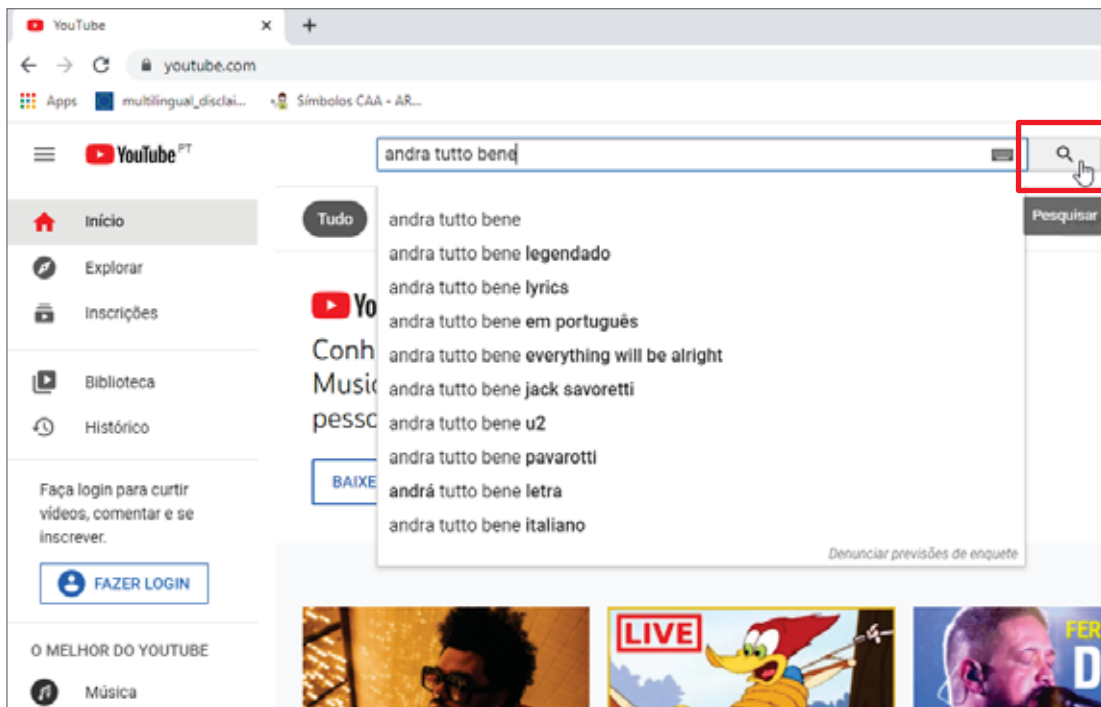 YouTube
youtube.com
Apps multilingual_disclai... Símbolos CAA - AR...
YouTube PT
andra tutto bene
Pesquisar
Início
Explorar
Inscrições
Biblioteca
Histórico
Faça login para curtir
vídeos, comentar e se
inscrever.
FAZER LOGIN
O MELHOR DO YOUTUBE
Música
Tudo
andra tutto bene
andra tutto bene legendado
andra tutto bene lyrics
andra tutto bene em português
andra tutto bene everything will be alright
andra tutto bene jack savoretti
andra tutto bene u2
andra tutto bene pavarotti
andrá tutto bene letra
andra tutto bene italiano
Denunciar previsões de enquete
Yo
Conh
Music
pesso
BAIXE
LIVE
FER
D